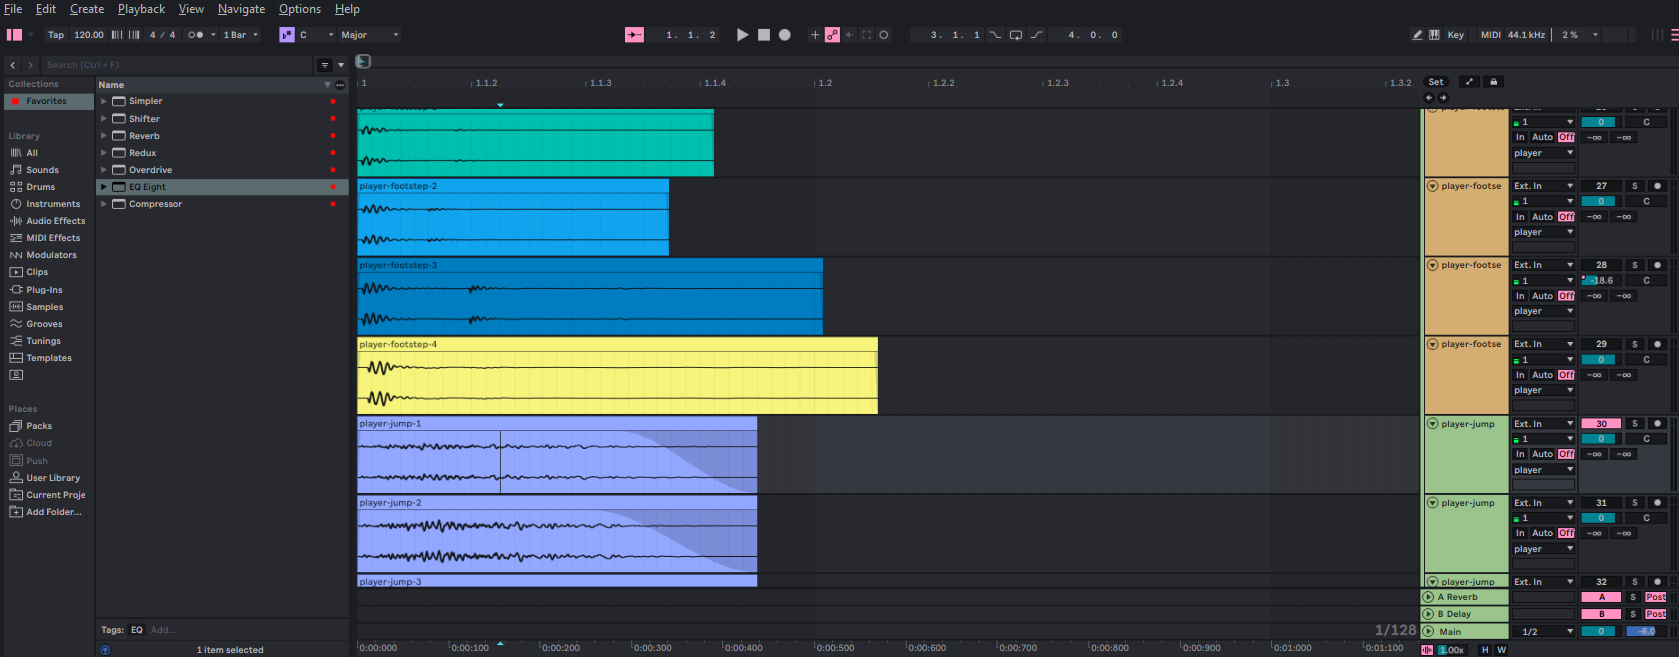 File Edit Create Playback View Navigate Options Help
Tap 120.00 4 / 4 1 Bar C Major 1. 1. 2 3. 1. 1 4. 0. 0 Key MIDI 44.1 kHz 2 %
Search (Ctrl + F)
Collections
Favorites
Library
All
Sounds
Drums
Instruments
Audio Effects
MIDI Effects
Modulators
Clips
Plug-Ins
Samples
Grooves
Tunings
Templates
Places
Packs
Cloud
Push
User Library
Current Proje
Add Folder...
Name
Simpler
Shifter
Reverb
Redux
Overdrive
EQ Eight
Compressor
Tags: EQ Add...
1 item selected
1 1.1.2 1.1.3 1.1.4 1.2 1.2.2 1.2.3 1.2.4 1.3 1.3.2
Set
1 0 C
In Auto Off -∞ -∞
player
player-footstep-2
player-footse Ext. In 27 S
1 0 C
In Auto Off -∞ -∞
player
player-footstep-3
player-footse Ext. In 28 S
1 -18.6 C
In Auto Off -∞ -∞
player
player-footstep-4
player-footse Ext. In 29 S
1 0 C
In Auto Off -∞ -∞
player
player-jump-1
player-jump Ext. In 30 S
1 0 C
In Auto Off -∞ -∞
player
player-jump-2
player-jump Ext. In 31 S
1 0 C
In Auto Off -∞ -∞
player
player-jump-3
player-jump Ext. In 32 S
A Reverb A S Post
B Delay B S Post
1/128 Main 1/2 0 -6.0
0:00:000 0:00:100 0:00:200 0:00:300 0:00:400 0:00:500 0:00:600 0:00:700 0:00:800 0:00:900 0:01:000 0:01:100 1.00x H W